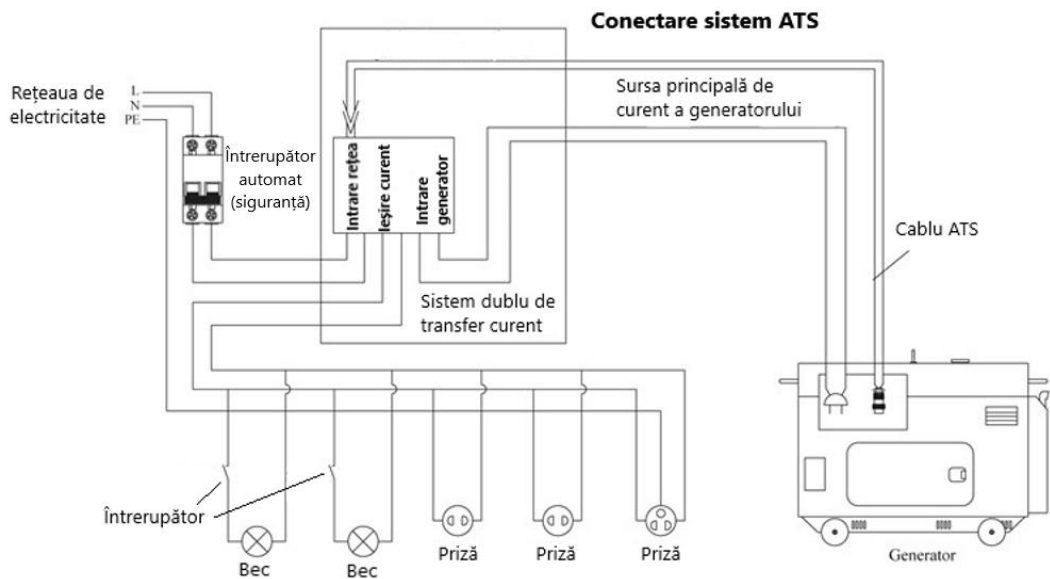 Conectare sistem ATS
Rețeaua de
electricitate
L
N
PE
Întrerupător
automat
(siguranță)
Intrare rețea
Ieșire curent
Intrare
generator
Sursa principală de
curent a generatorului
Cablu ATS
Sistem dublu de
transfer curent
Întrerupător
Bec
Bec
Priză
Priză
Priză
Generator